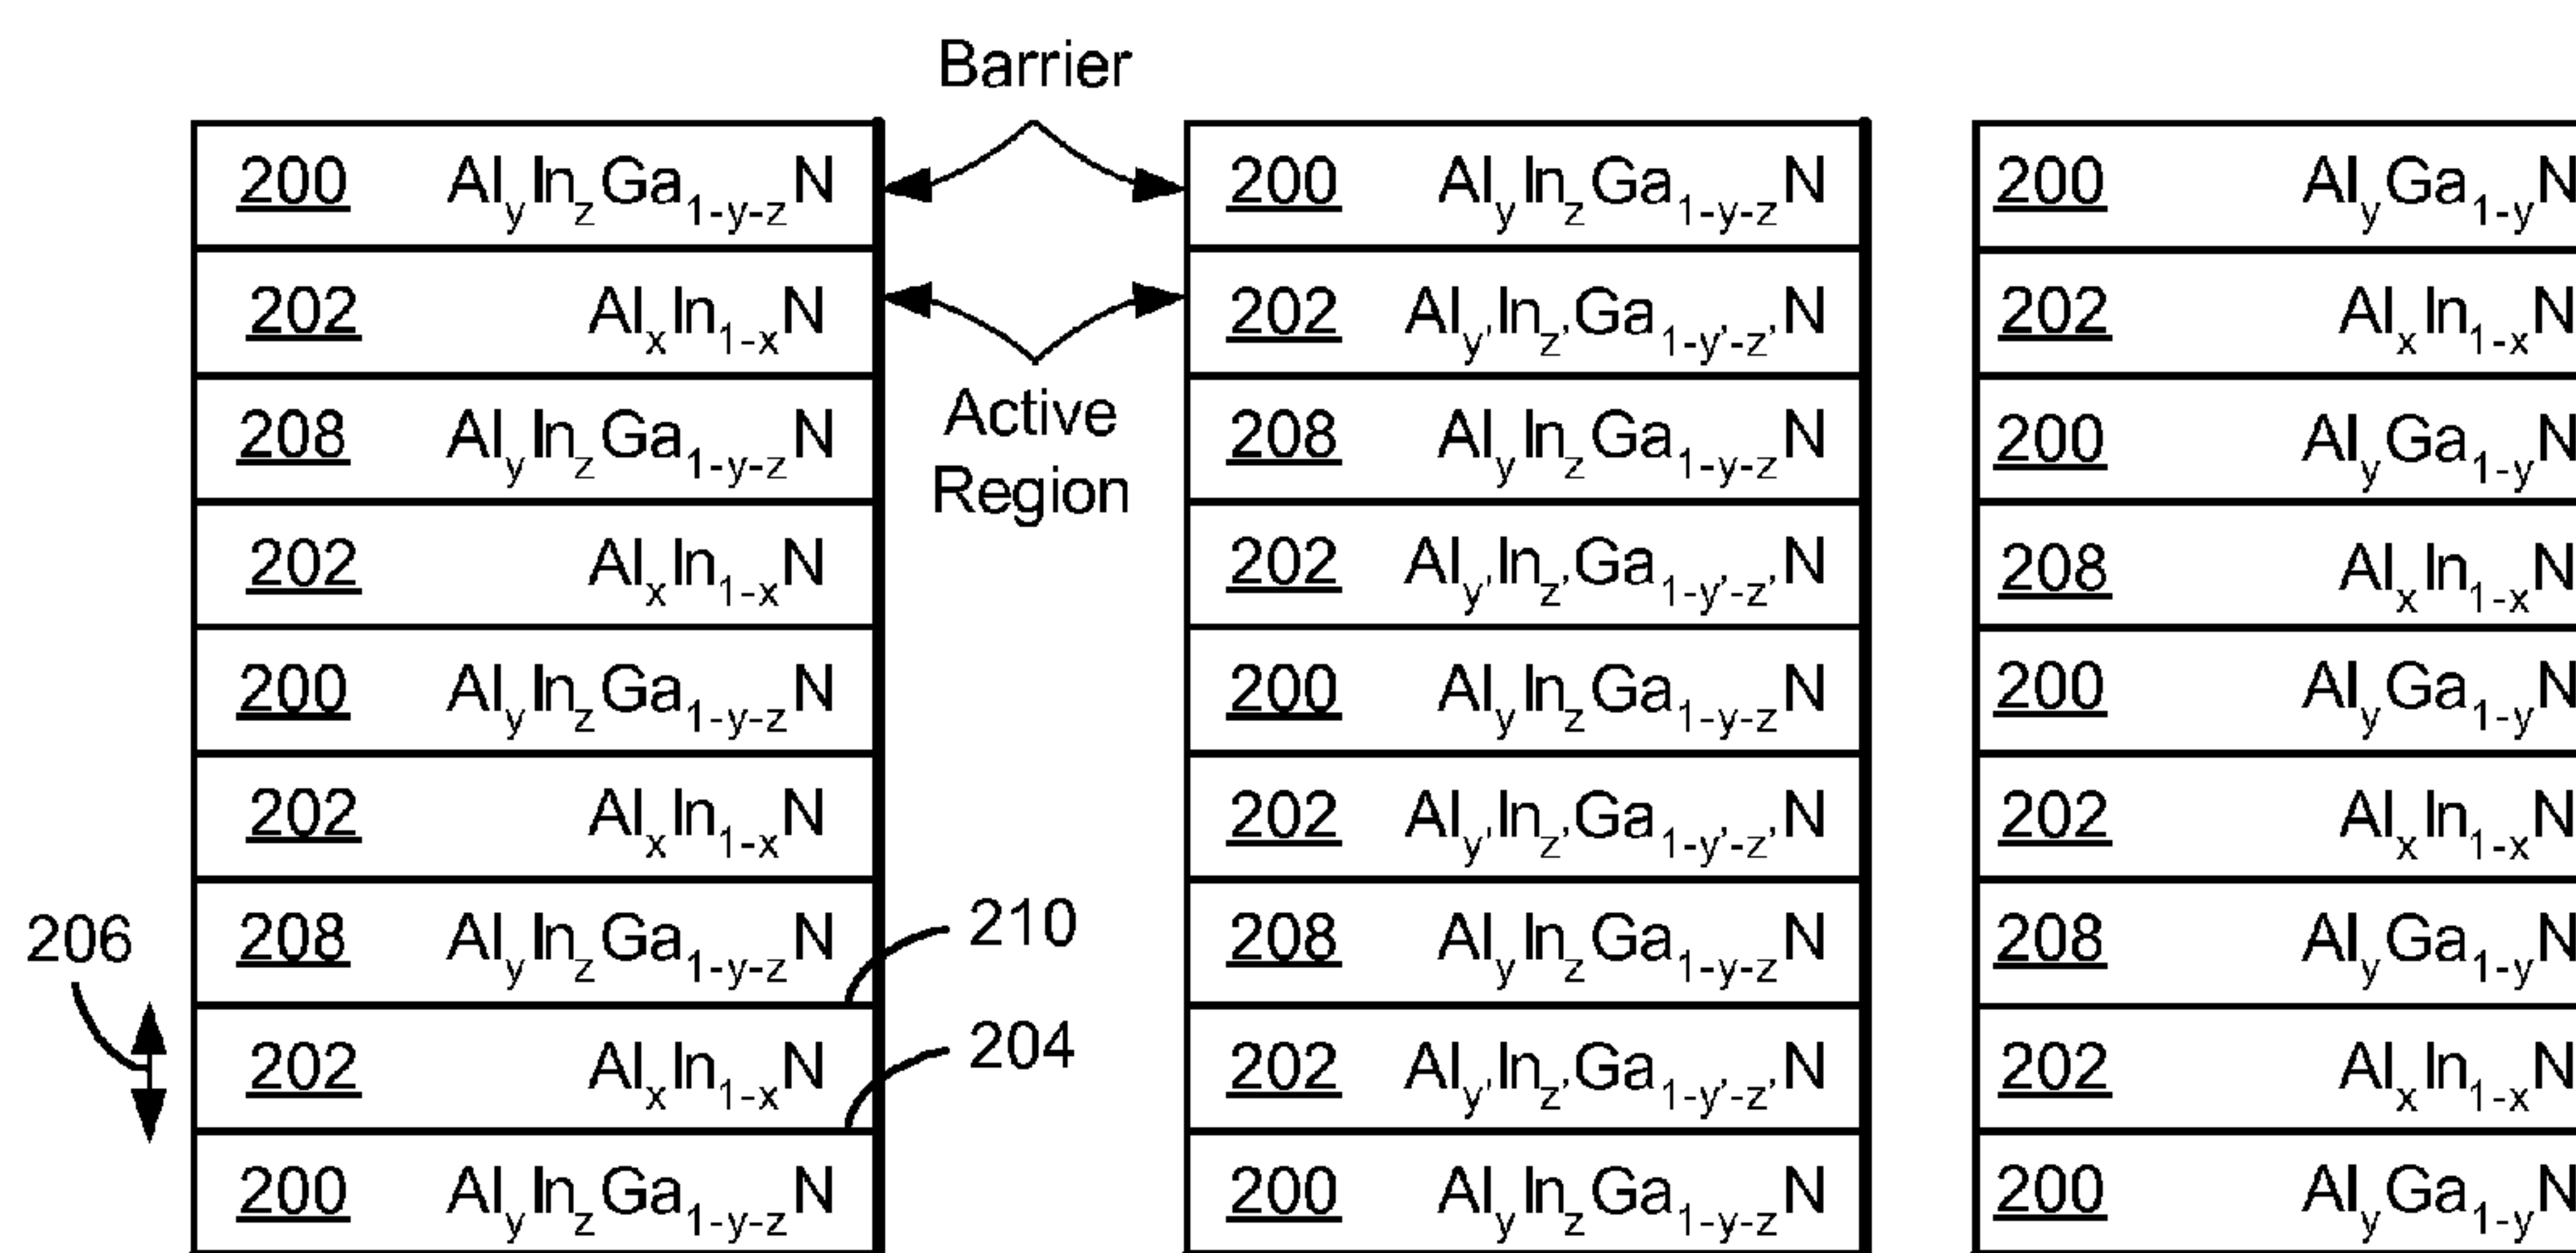 Barrier
200 AlyInzGa1-y-zN 200 AlyInzGa1-y-zN 200 AlyGa1-yN
202 AlxIn1-xN 202 Aly'Inz'Ga1-y'-z'N 202 AlxIn1-xN
Active
Region
208 AlyInzGa1-y-zN 208 AlyInzGa1-y-zN 200 AlyGa1-yN
202 AlxIn1-xN 202 Aly'Inz'Ga1-y'-z'N 208 AlxIn1-xN
200 AlyInzGa1-y-zN 200 AlyInzGa1-y-zN 200 AlyGa1-yN
202 AlxIn1-xN 202 Aly'Inz'Ga1-y'-z'N 202 AlxIn1-xN
206 208 AlyInzGa1-y-zN 210 208 AlyInzGa1-y-zN 208 AlyGa1-yN
202 AlxIn1-xN 204 202 Aly'Inz'Ga1-y'-z'N 202 AlxIn1-xN
200 AlyInzGa1-y-zN 200 AlyInzGa1-y-zN 200 AlyGa1-yN